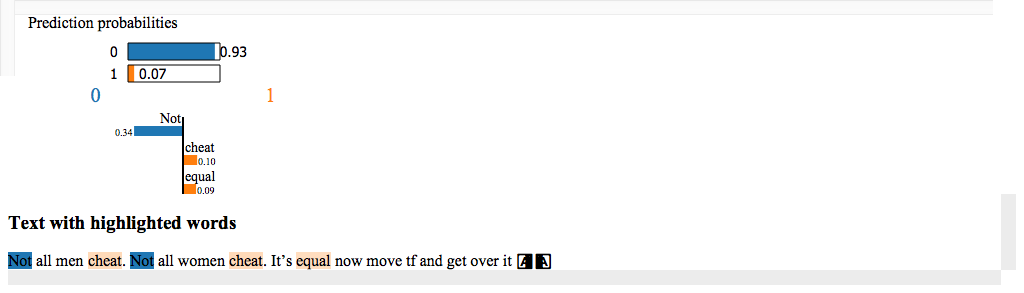 Prediction probabilities
0 0.93
1 0.07
0 1
Not
0.34
cheat
0.10
equal
0.09
Text with highlighted words
Not all men cheat. Not all women cheat. It’s equal now move tf and get over it